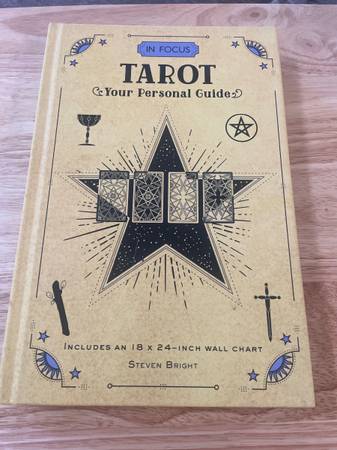 IN FOCUS
TAROT
Your Personal Guide
INCLUDES AN 18 X 24-INCH WALL CHART
STEVEN BRIGHT